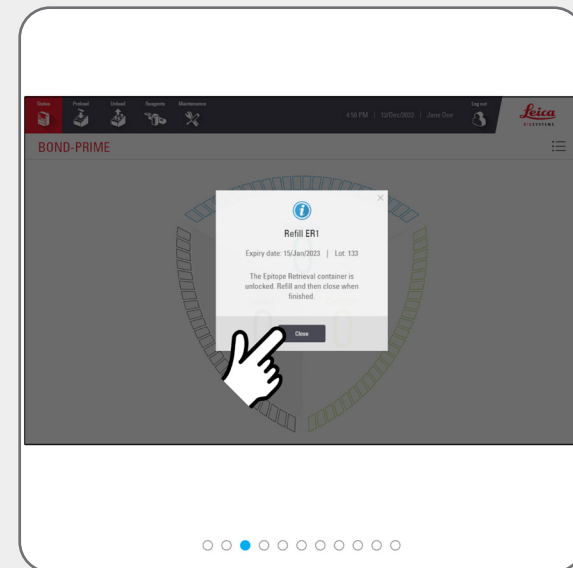 Status Preload Unload Reagents Maintenance
4:56 PM | 13/Dec/2022 | Jane Doe
Log out
Leica
BIOSYSTEMS
BOND-PRIME
Refill ER1
Expiry date: 15/Jan/2023 | Lot: 133
The Epitope Retrieval container is
unlocked. Refill and then close when
finished.
Close